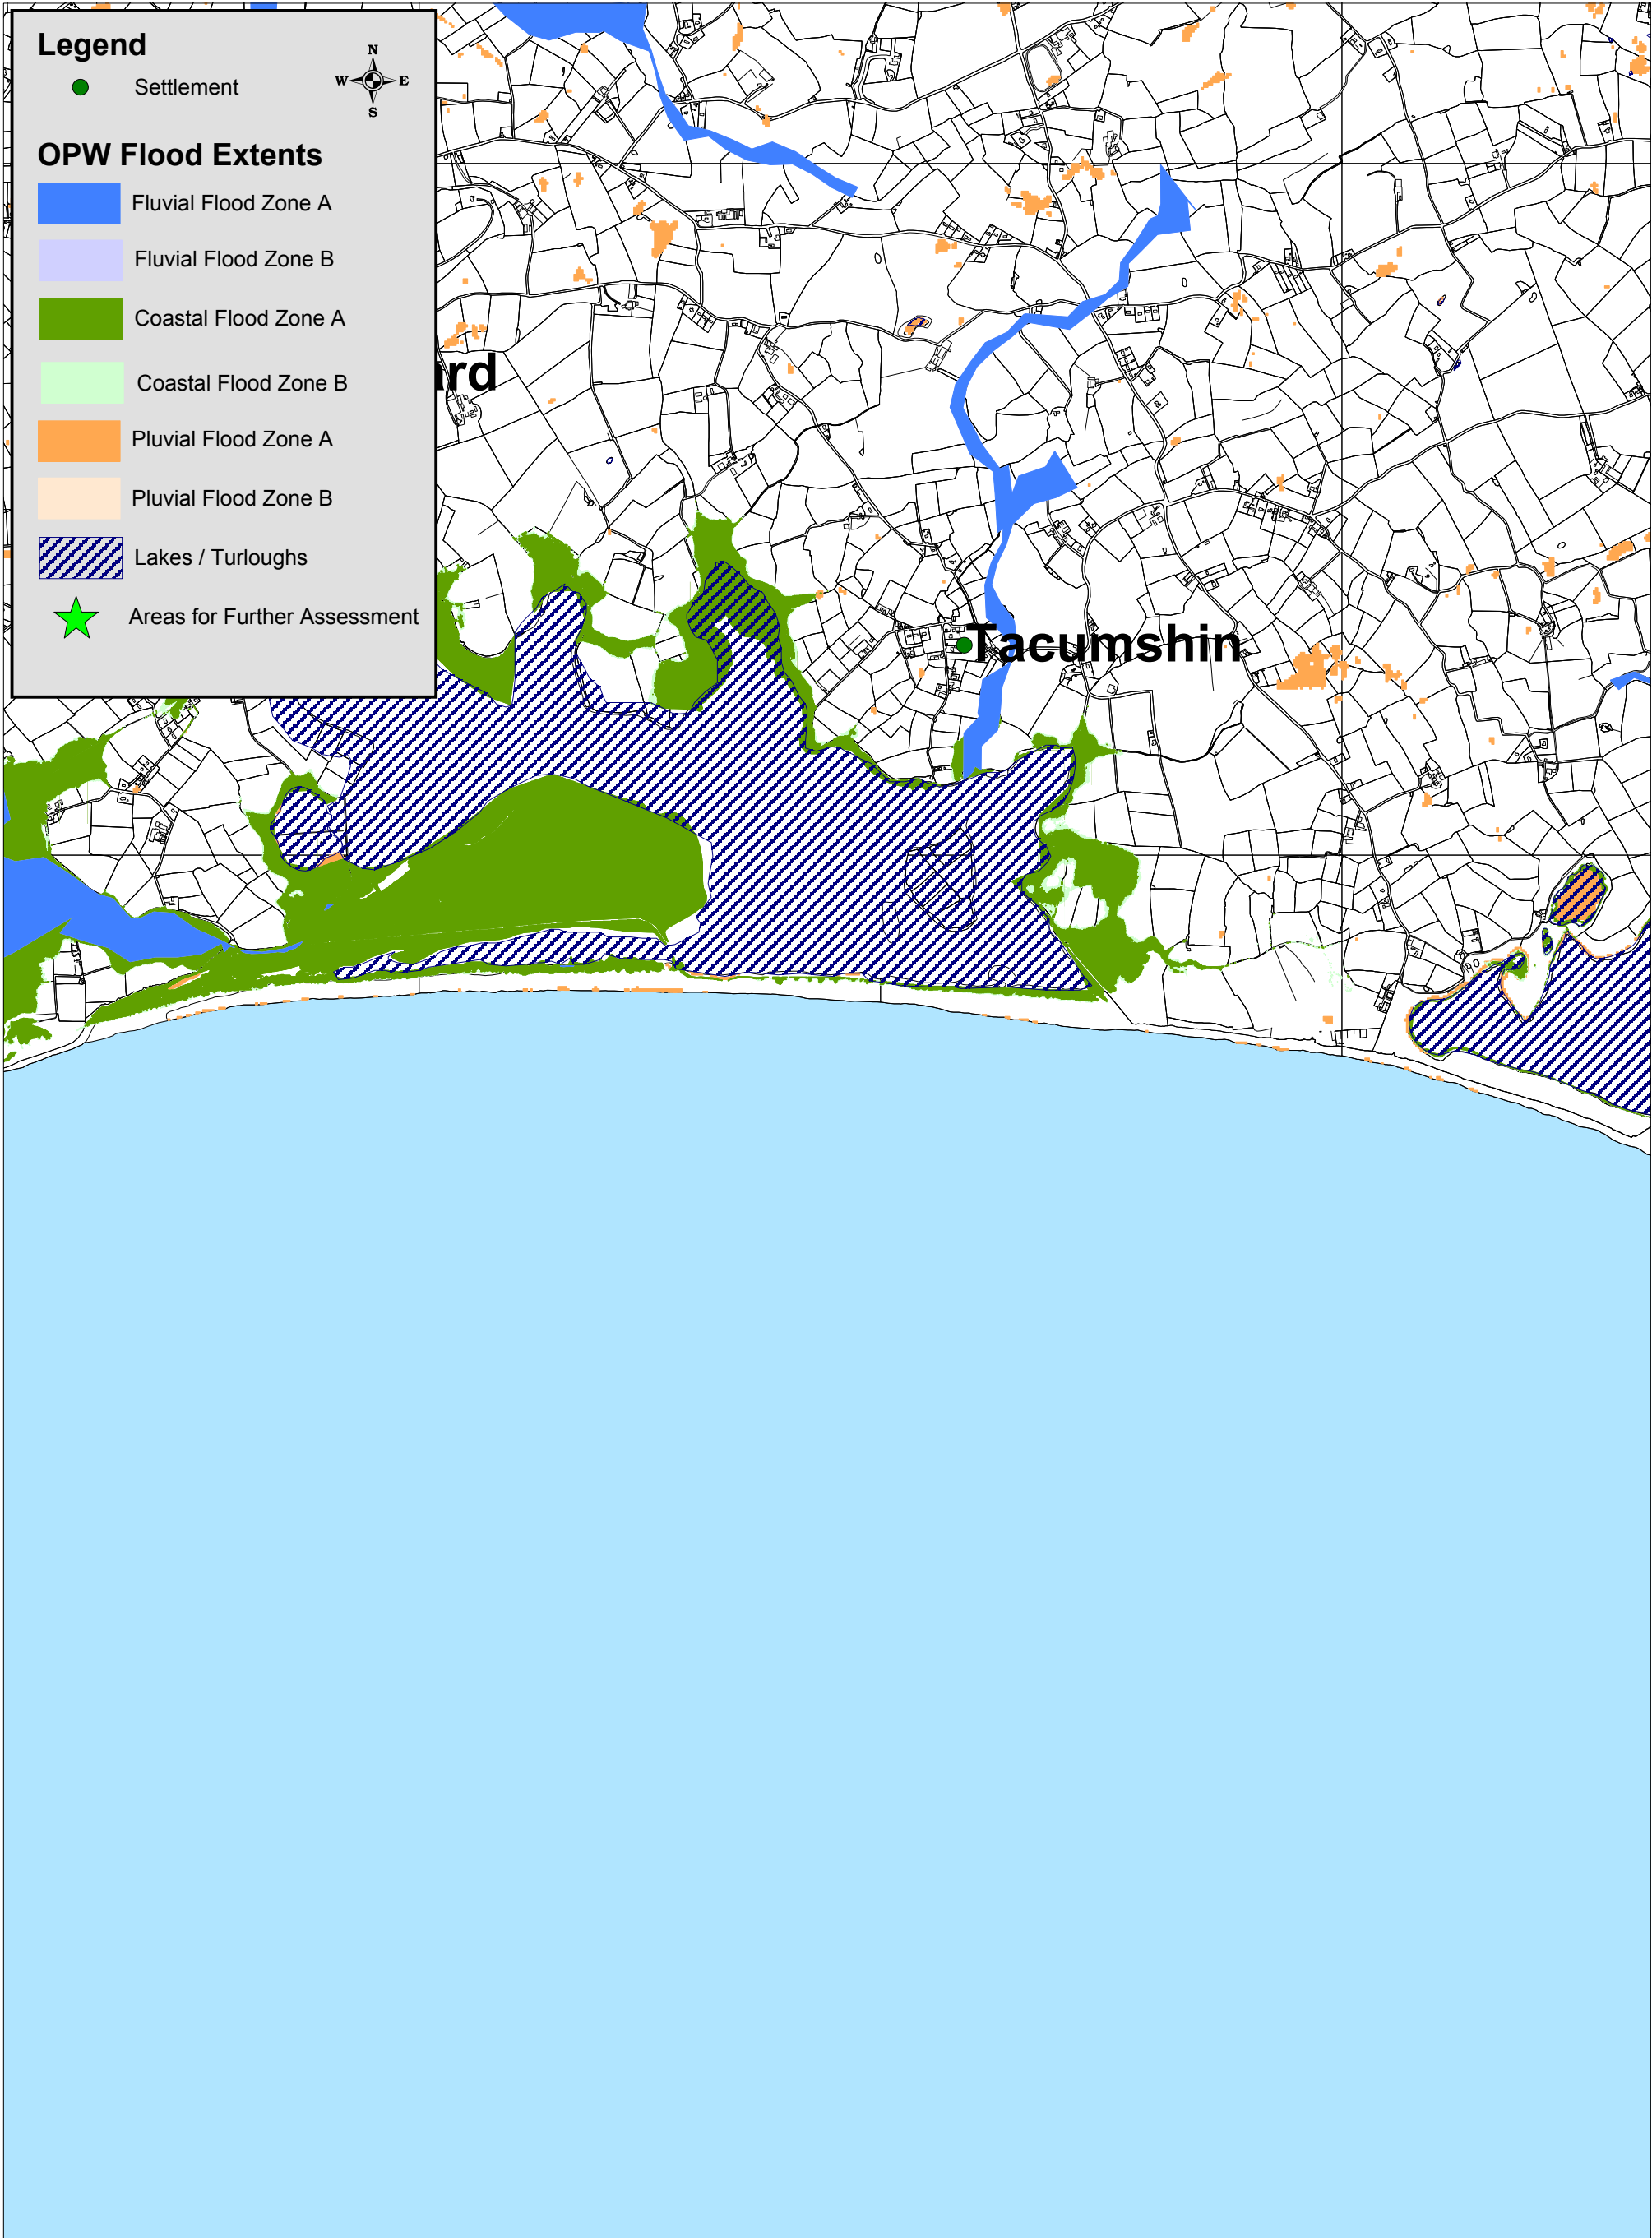 Legend
N
W E
S
Settlement
OPW Flood Extents
Fluvial Flood Zone A
Fluvial Flood Zone B
Coastal Flood Zone A
Coastal Flood Zone B
Pluvial Flood Zone A
Pluvial Flood Zone B
Lakes / Turloughs
Areas for Further Assessment
Tacumshin